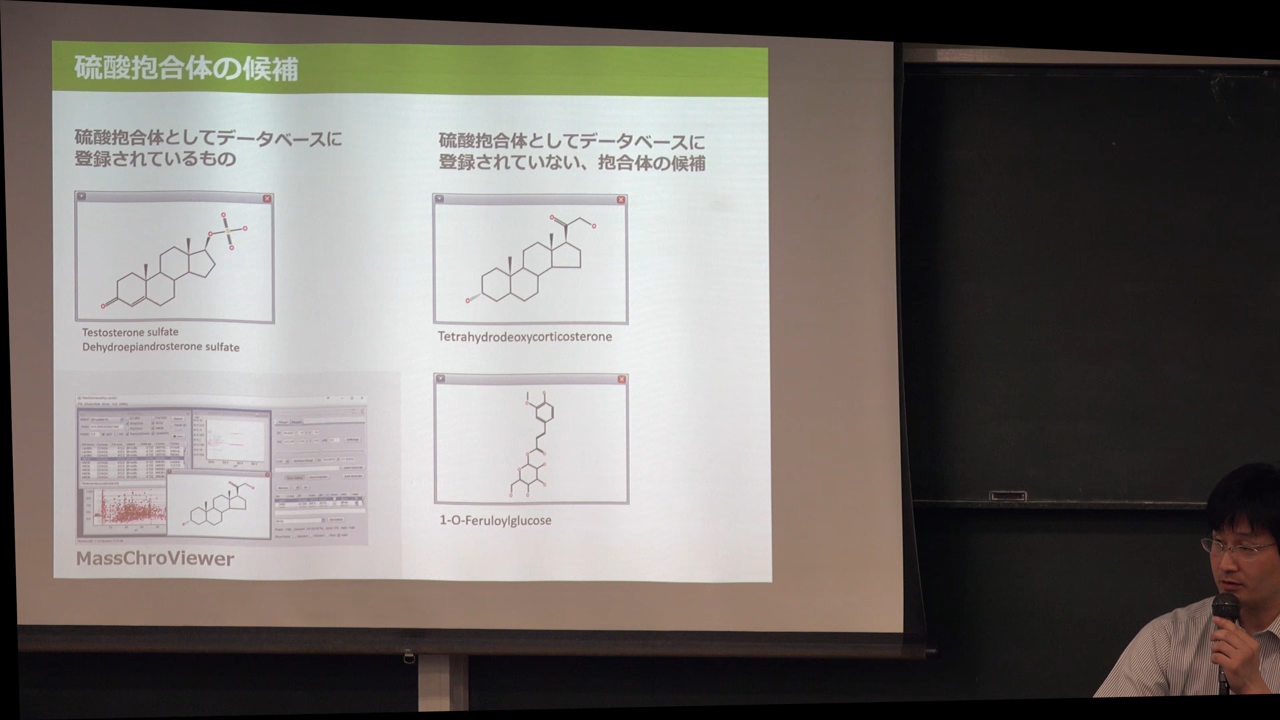 硫酸抱合体の候補
硫酸抱合体としてデータベースに
登録されているもの
Testosterone sulfate
Dehydroepiandrosterone sulfate
MassChroViewer
硫酸抱合体としてデータベースに
登録されていない、抱合体の候補
Tetrahydrodeoxycorticosterone
1-O-Feruloylglucose